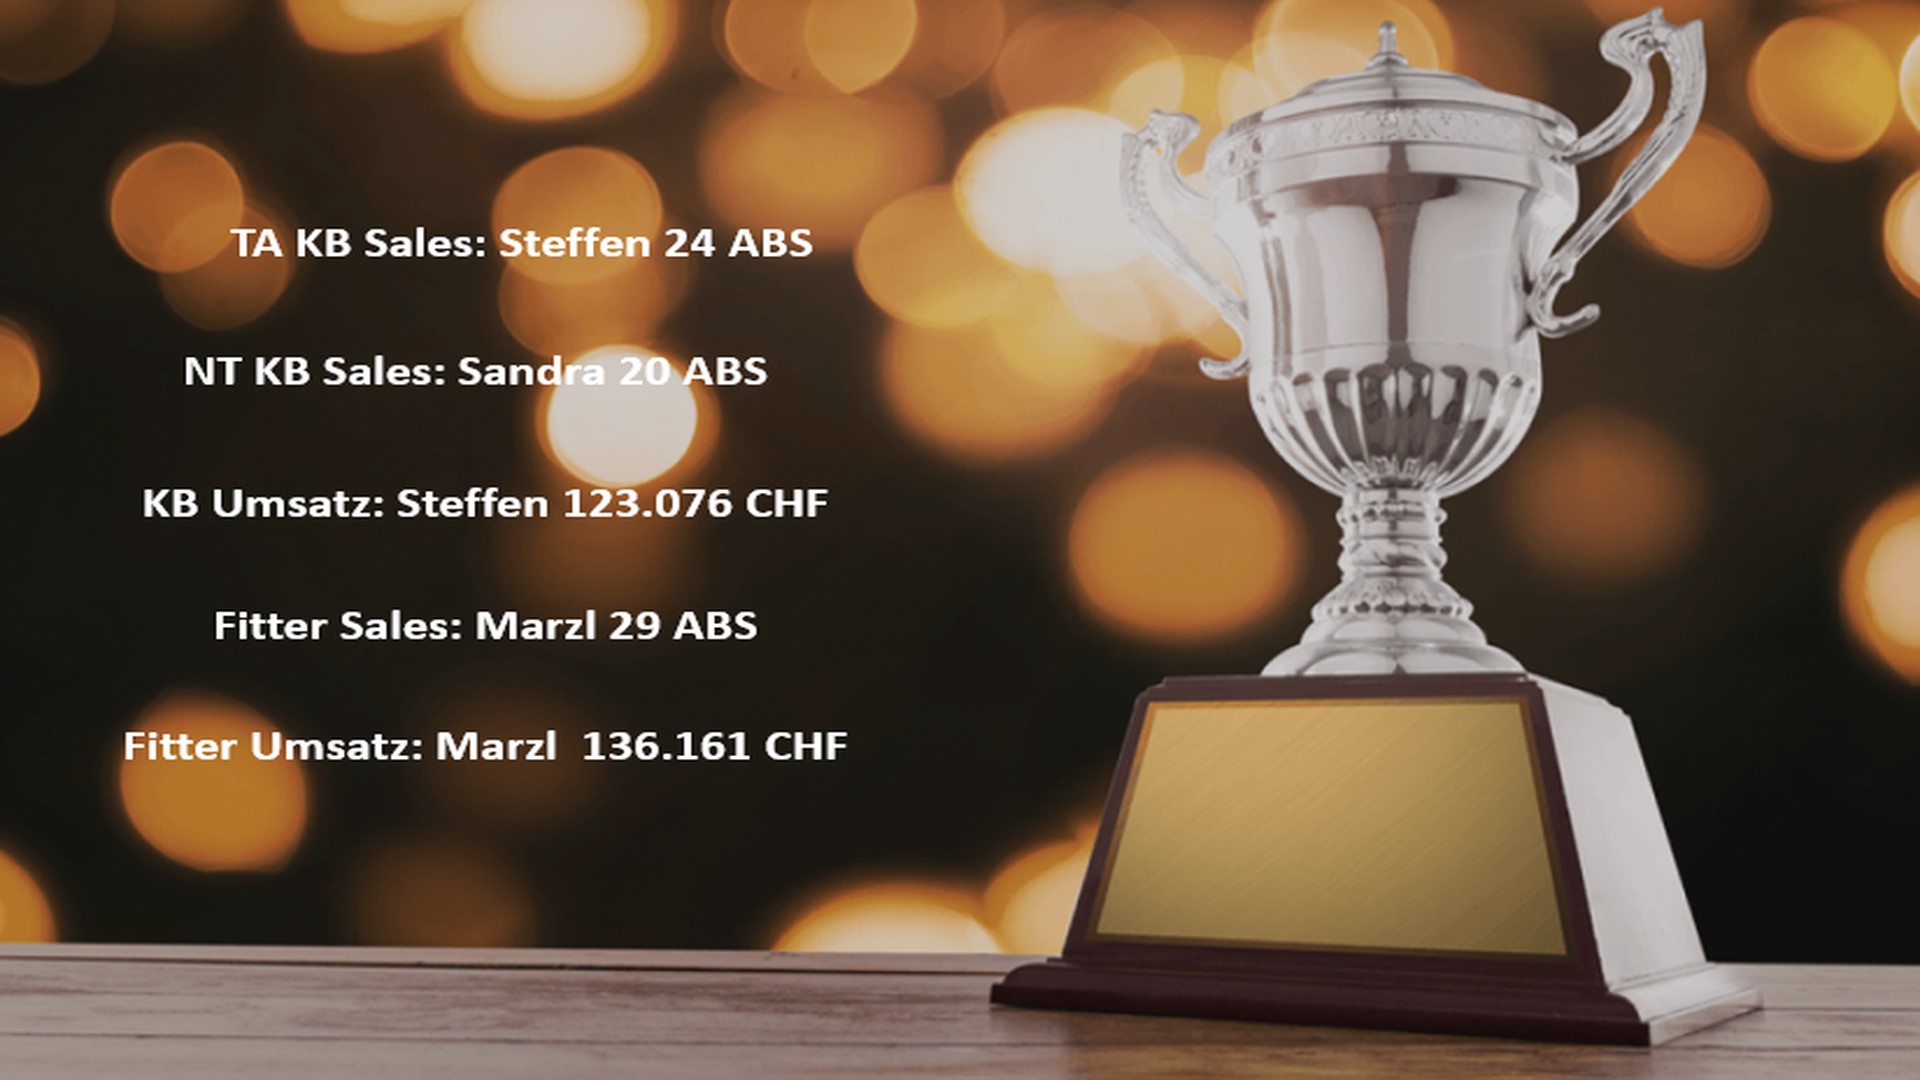 TA KB Sales: Steffen 24 ABS
NT KB Sales: Sandra 20 ABS
KB Umsatz: Steffen 123.076 CHF
Fitter Sales: Marzl 29 ABS
Fitter Umsatz: Marzl  136.161 CHF